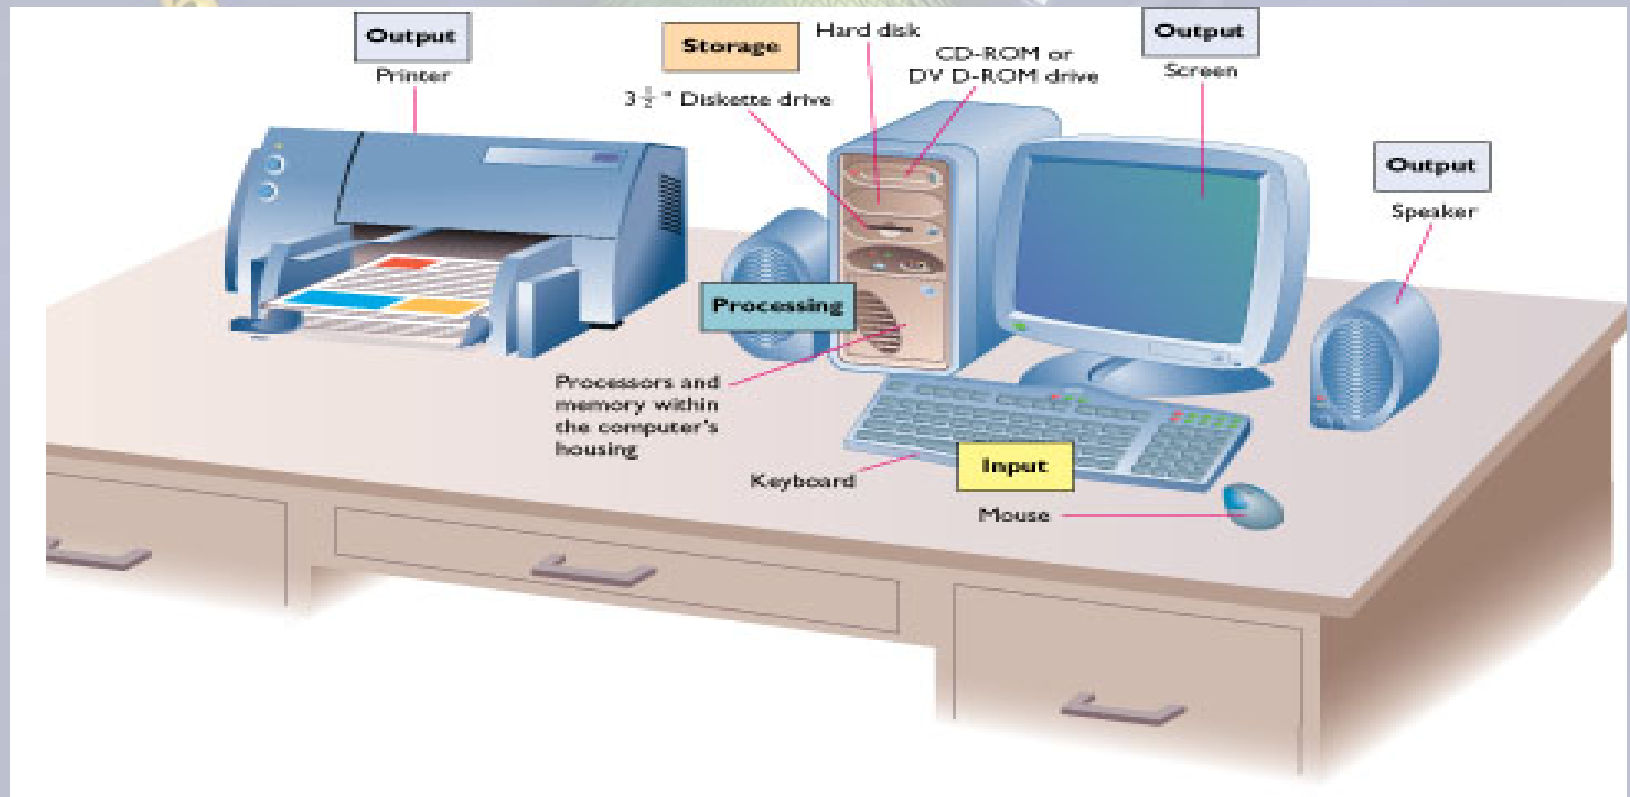 Output
Printer
Storage
Hard disk
CD-ROM or
DV D-ROM drive
3 1/2 " Diskette drive
Output
Screen
Output
Speaker
Processing
Processors and
memory within
the computer's
housing
Keyboard
Input
Mouse